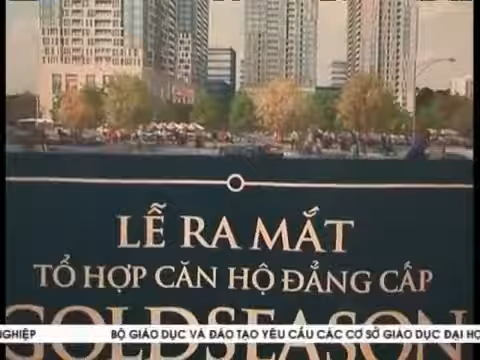 LỄ RA MẮT
TỔ HỢP CĂN HỘ ĐẲNG CẤP
GOLDSEASON
NGHIỆP BỘ GIÁO DỤC VÀ ĐÀO TẠO YÊU CẦU CÁC CƠ SỞ GIÁO DỤC ĐẠI HỌ